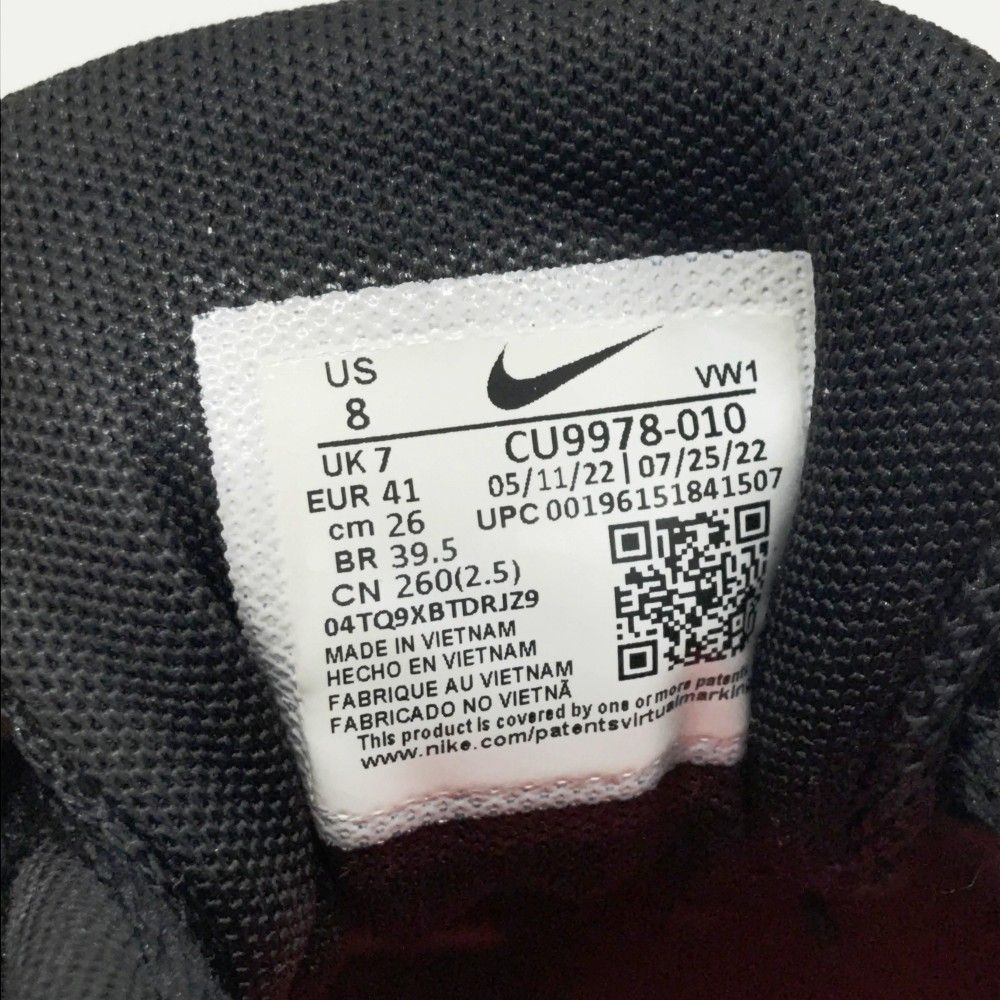 US
8
VW1
UK 7
EUR 41
cm 26
BR 39.5
CN 260(2.5)
CU9978-010
05/11/22 | 07/25/22
UPC 00196151841507
04TQ9XBTDRJZ9
MADE IN VIETNAM
HECHO EN VIETNAM
FABRIQUE AU VIETNAM
FABRICADO NO VIETNÃ
This product is covered by one or more
www.nike.com/patentsvirtualmarkin